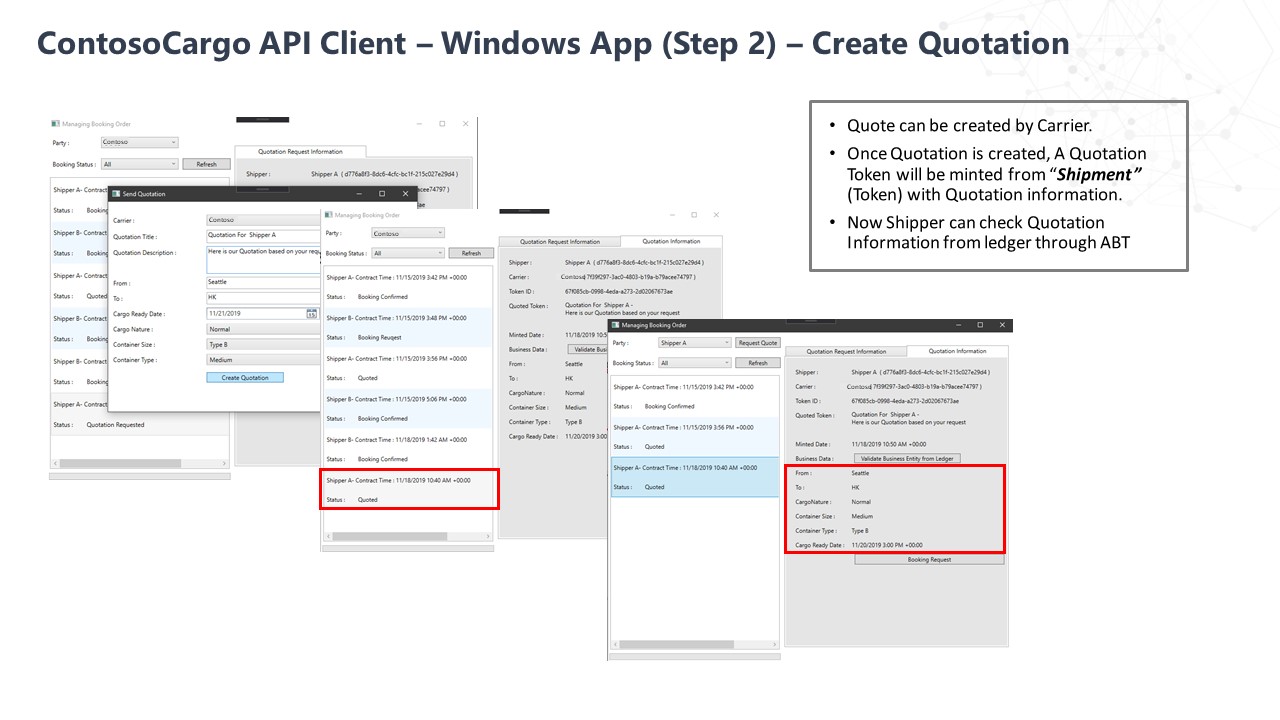 ContosoCargo API Client – Windows App (Step 2) – Create Quotation
• Quote can be created by Carrier.
• Once Quotation is created, A Quotation
Token will be minted from “Shipment”
(Token) with Quotation information.
• Now Shipper can check Quotation
Information from ledger through ABT
Managing Booking Order
Party : Contoso
Booking Status : All Refresh
Quotation Request Information
Shipper : Shipper A ( d776a8f3-8dc6-4cfc-bc1f-215c027e29d4 )
acee74797 )
Shipper A- Contract
Status : Booking
Shipper B- Contract
Status : Booking
Shipper A- Contract
Status : Quoted
Shipper B- Contract
Status : Booking
Shipper B- Contract
Status : Booking
Shipper A- Contract
Status : Quotation Requested
Send Quotation
Carrier : Contoso
Quotation Title : Quotation For Shipper A
Quotation Description : Here is our Quotation based on your req
From : Seattle
To : HK
Cargo Ready Date : 11/21/2019 15
Cargo Nature : Normal
Container Size : Type B
Container Type : Medium
Create Quotation
Managing Booking Order
Party : Contoso
Booking Status : All Refresh
Shipper A- Contract Time : 11/15/2019 3:42 PM +00:00
Status : Booking Confirmed
Shipper B- Contract Time : 11/15/2019 3:48 PM +00:00
Status : Booking Reuqest
Shipper A- Contract Time : 11/15/2019 3:56 PM +00:00
Status : Quoted
Shipper B- Contract Time : 11/15/2019 5:06 PM +00:00
Status : Booking Confirmed
Shipper B- Contract Time : 11/18/2019 1:42 AM +00:00
Status : Booking Confirmed
Shipper A- Contract Time : 11/18/2019 10:40 AM +00:00
Status : Quoted
Quotation Request Information Quotation Information
Shipper : Shipper A ( d776a8f3-8dc6-4cfc-bc1f-215c027e29d4 )
Carrier : Contoso( 7f39f297-3ac0-4803-b19a-b79acee74797 )
Token ID : 67f085cb-0998-4eda-a273-2d02067673ae
Quoted Token : Quotation For Shipper A -
Here is our Quotation based on your request
Minted Date : 11/18/2019 10:5
Business Data : Validate Busi
From : Seattle
To : HK
CargoNature : Normal
Container Size : Medium
Container Type : Type B
Cargo Ready Date : 11/20/2019 3:00
Managing Booking Order
Party : Shipper A Request Quote
Booking Status : All Refresh
Shipper A- Contract Time : 11/15/2019 3:42 PM +00:00
Status : Booking Confirmed
Shipper A- Contract Time : 11/15/2019 3:56 PM +00:00
Status : Quoted
Shipper A- Contract Time : 11/18/2019 10:40 AM +00:00
Status : Quoted
Quotation Request Information Quotation Information
Shipper : Shipper A ( d776a8f3-8dc6-4cfc-bc1f-215c027e29d4 )
Carrier : Contoso( 7f39f297-3ac0-4803-b19a-b79acee74797 )
Token ID : 67f085cb-0998-4eda-a273-2d02067673ae
Quoted Token : Quotation For Shipper A -
Here is our Quotation based on your request
Minted Date : 11/18/2019 10:50 AM +00:00
Business Data : Validate Business Entity from Ledger
From : Seattle
To : HK
CargoNature : Normal
Container Size : Medium
Container Type : Type B
Cargo Ready Date : 11/20/2019 3:00 PM +00:00
Booking Request